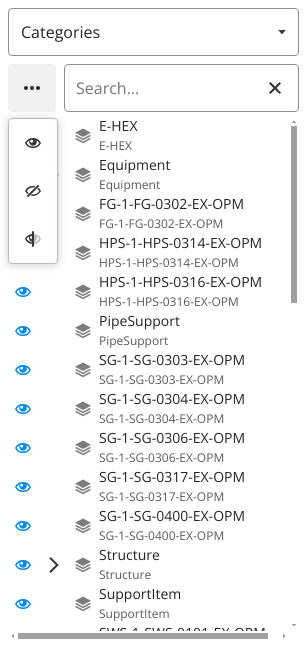 Categories
Search...
E-HEX
E-HEX
Equipment
Equipment
FG-1-FG-0302-EX-OPM
FG-1-FG-0302-EX-OPM
HPS-1-HPS-0314-EX-OPM
HPS-1-HPS-0314-EX-OPM
HPS-1-HPS-0316-EX-OPM
HPS-1-HPS-0316-EX-OPM
PipeSupport
PipeSupport
SG-1-SG-0303-EX-OPM
SG-1-SG-0303-EX-OPM
SG-1-SG-0304-EX-OPM
SG-1-SG-0304-EX-OPM
SG-1-SG-0306-EX-OPM
SG-1-SG-0306-EX-OPM
SG-1-SG-0317-EX-OPM
SG-1-SG-0317-EX-OPM
SG-1-SG-0400-EX-OPM
SG-1-SG-0400-EX-OPM
Structure
Structure
SupportItem
SupportItem